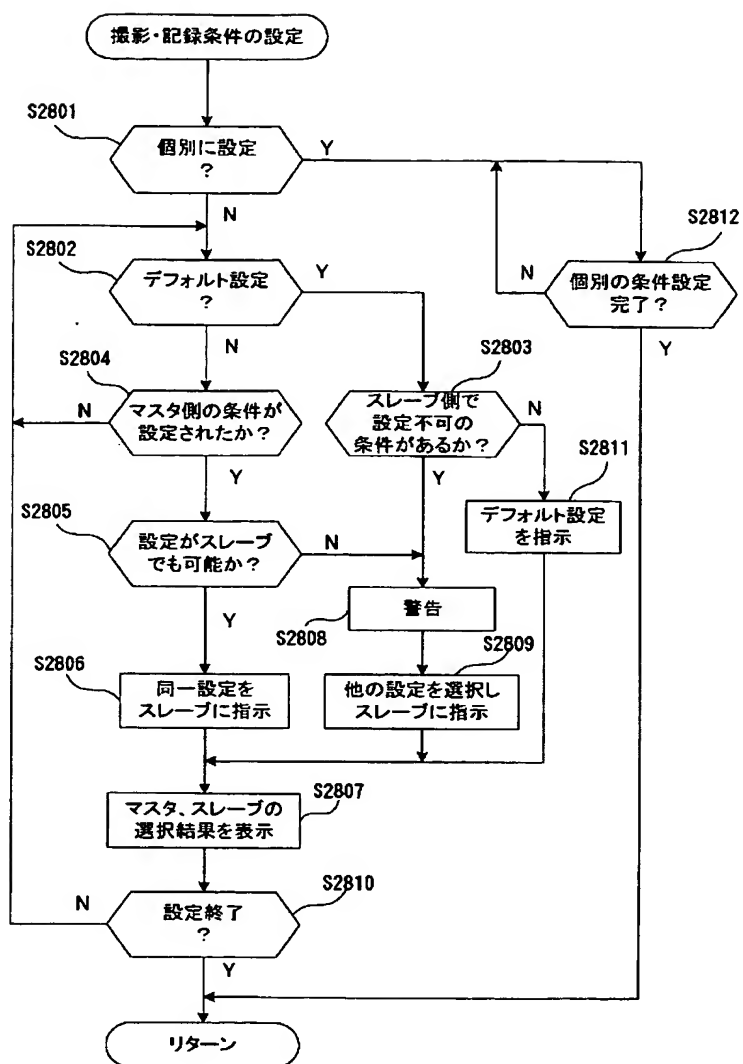 撮影・記録条件の設定
S2801
個別に設定
?
Y
N
S2812
S2802
デフォルト設定
?
Y
N
個別の条件設定
完了?
N
Y
S2804
マスタ側の条件が
設定されたか?
N
Y
S2803
スレーブ側で
設定不可の
条件があるか?
N
Y
S2811
デフォルト設定
を指示
S2805
設定がスレーブ
でも可能か?
N
Y
警告
S2808
S2809
他の設定を選択し
スレーブに指示
S2806
同一設定を
スレーブに指示
S2807
マスタ、スレーブの
選択結果を表示
S2810
設定終了
?
N
Y
リターン